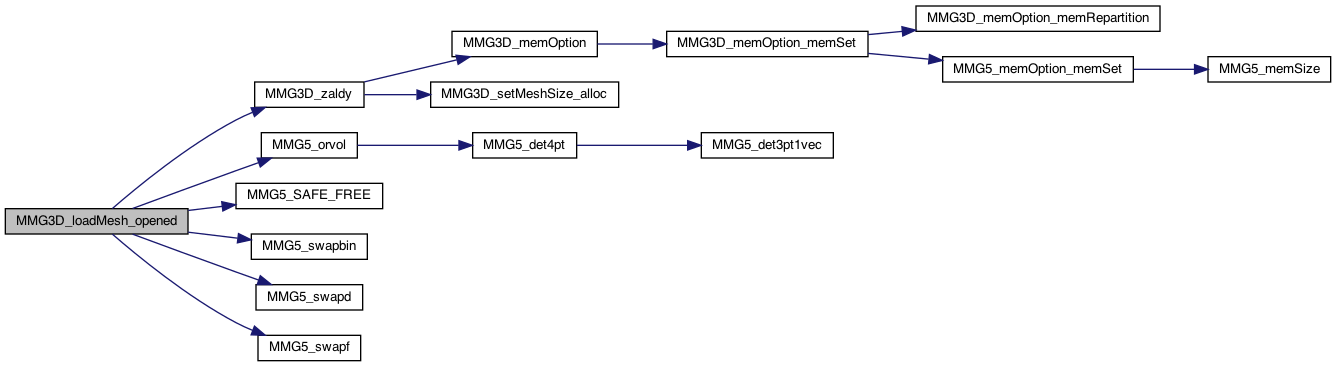 MMG3D_loadMesh_opened
MMG3D_zaldy
MMG3D_memOption
MMG3D_memOption_memSet
MMG3D_memOption_memRepartition
MMG5_memOption_memSet
MMG5_memSize
MMG3D_setMeshSize_alloc
MMG5_orvol
MMG5_det4pt
MMG5_det3pt1vec
MMG5_SAFE_FREE
MMG5_swapbin
MMG5_swapd
MMG5_swapf